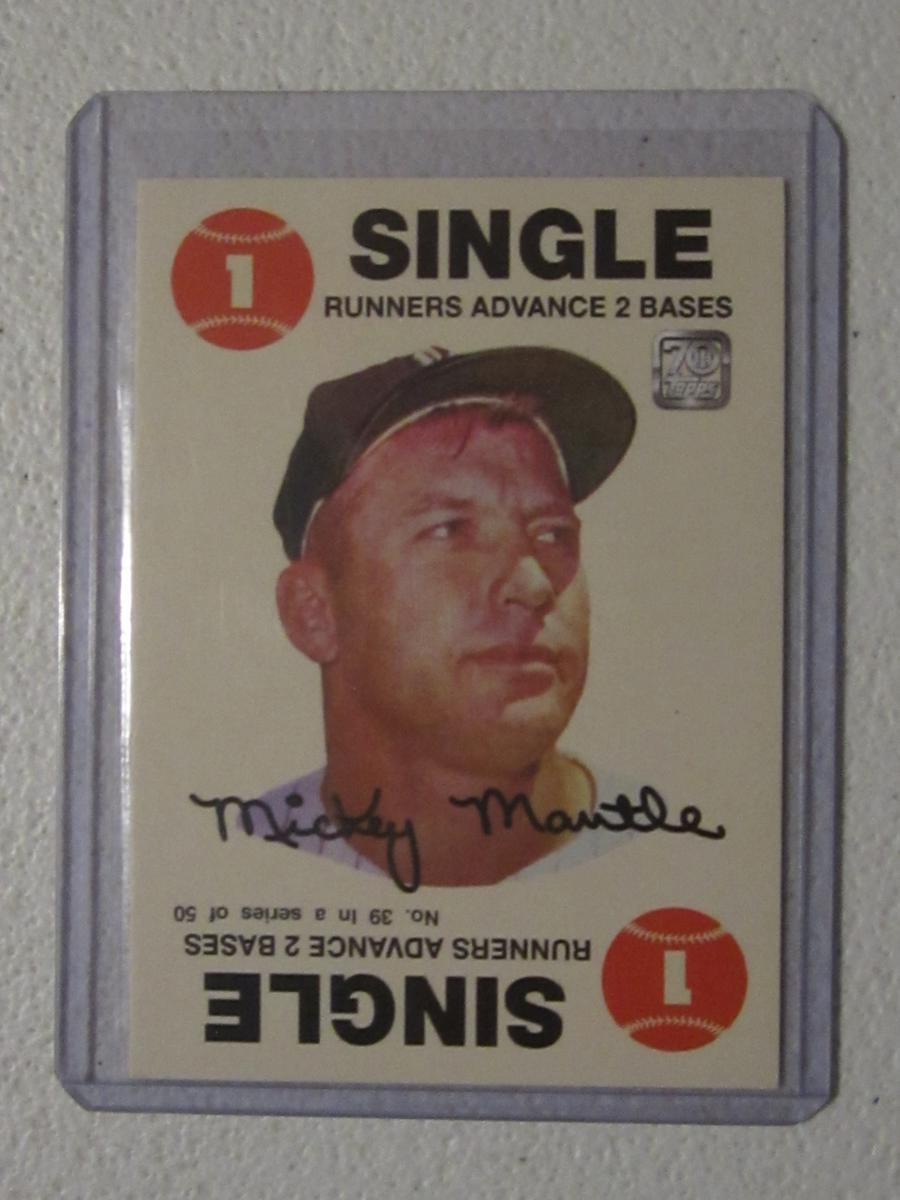 1
SINGLE
RUNNERS ADVANCE 2 BASES
70
Topps
Mickey Mantle
No. 39 in a series of 50
RUNNERS ADVANCE 2 BASES
SINGLE
1